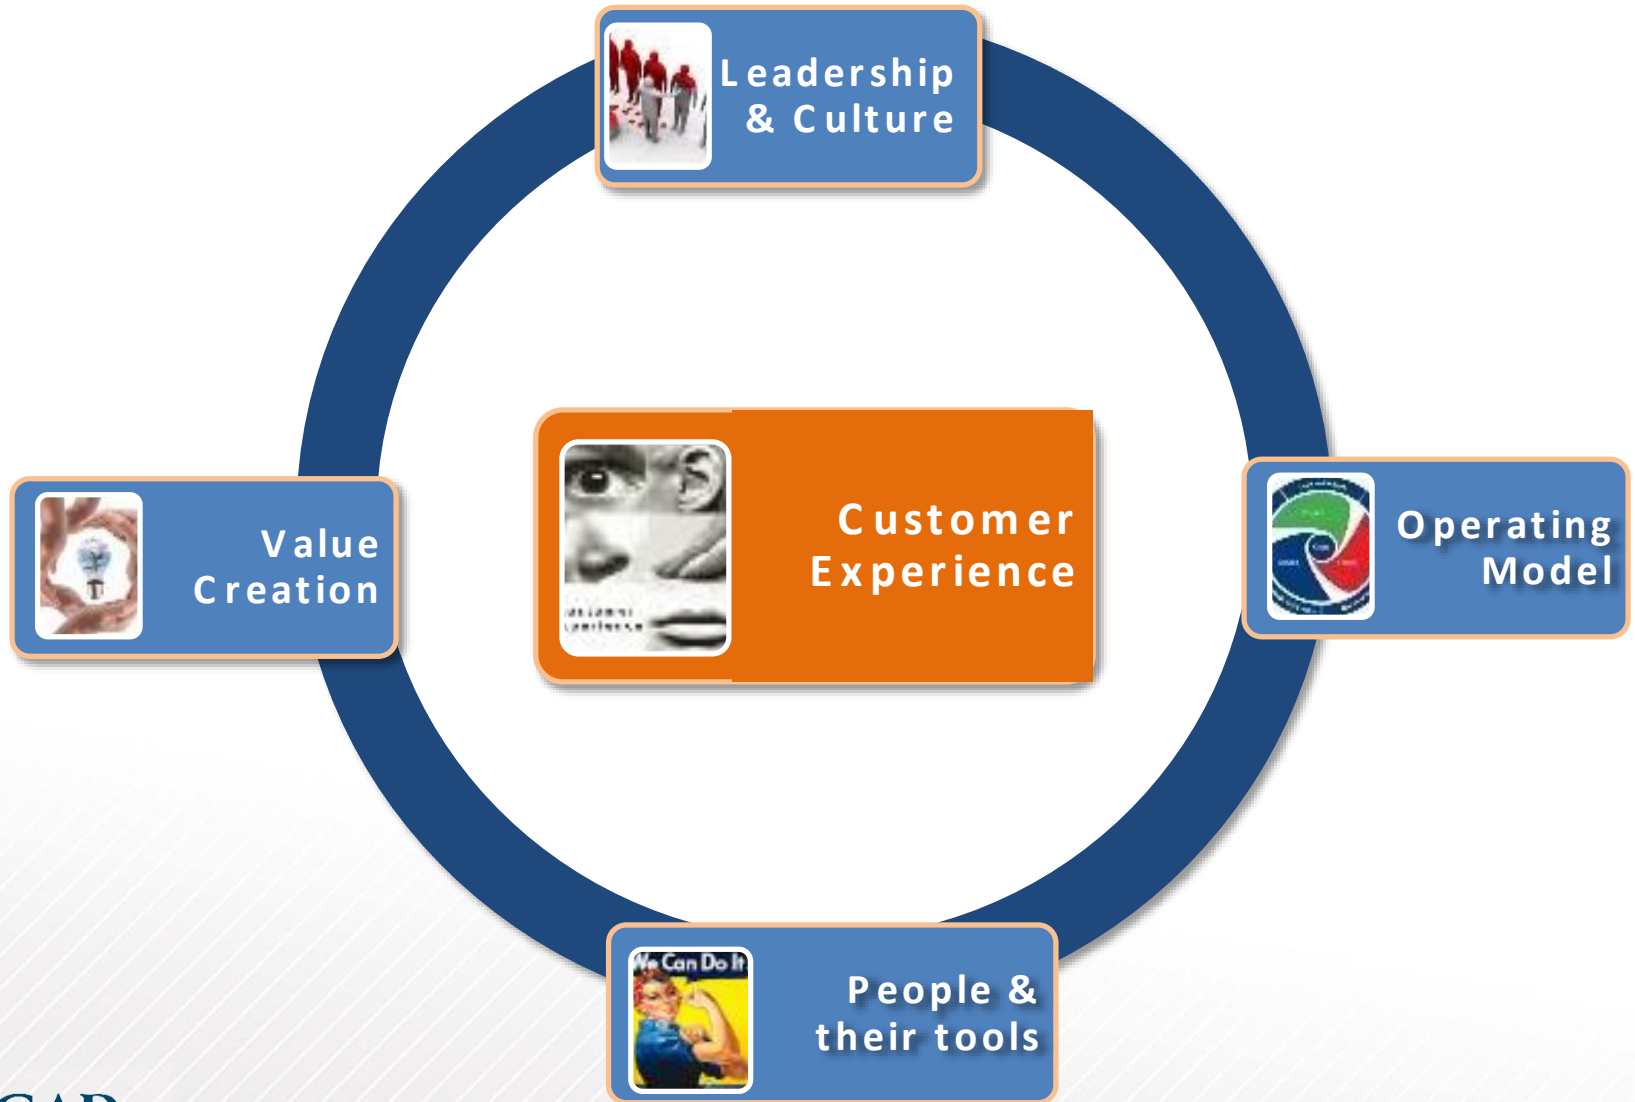 Leadership
& Culture
Customer
Experience
Value
Creation
Operating
Model
We Can Do It
People &
their tools